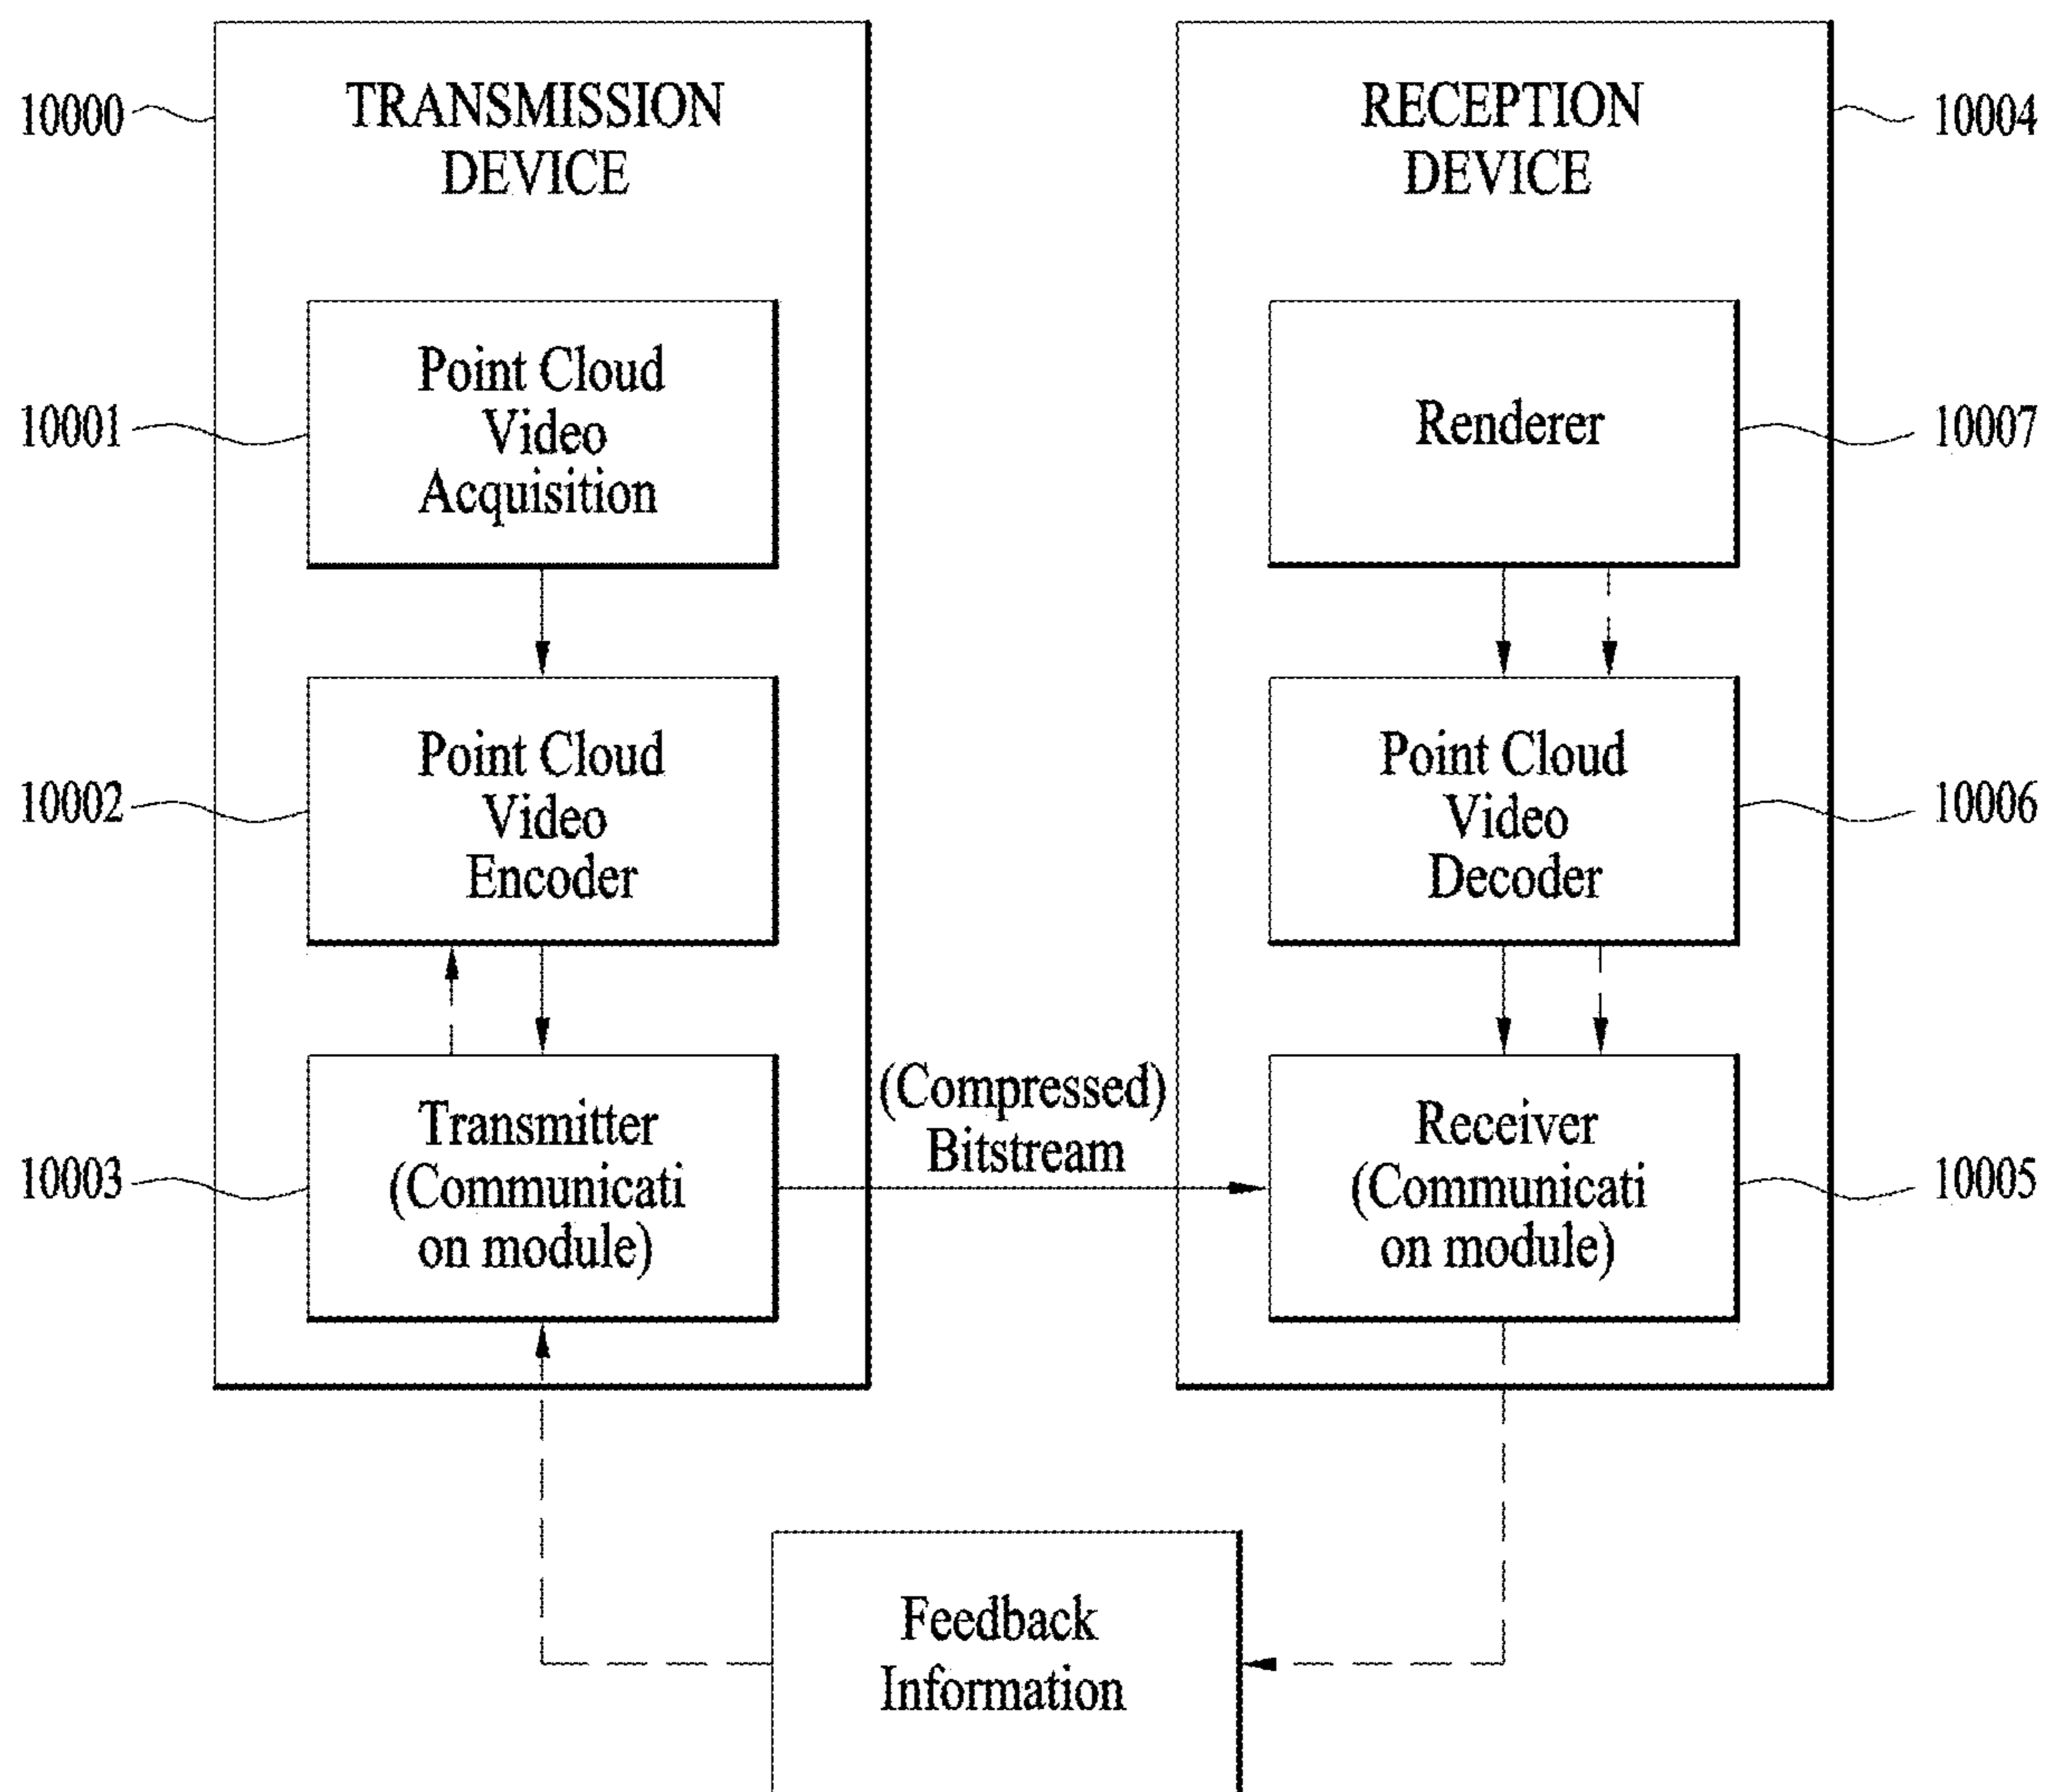 10000
TRANSMISSION
DEVICE
10001
Point Cloud
Video
Acquisition
10002
Point Cloud
Video
Encoder
10003
Transmitter
(Communicati
on module)
(Compressed)
Bitstream
RECEPTION
DEVICE
10004
Renderer
10007
Point Cloud
Video
Decoder
10006
Receiver
(Communicati
on module)
10005
Feedback
Information